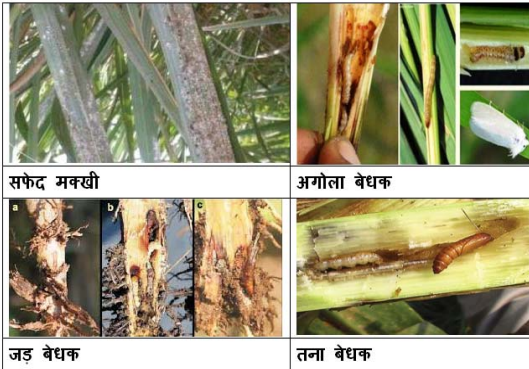 सफेद मक्खी
अगोला बेधक
a b c
जड़ बेधक
तना बेधक